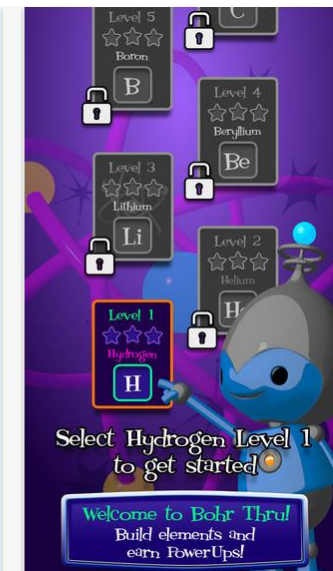 Level 5
Boron
B
C
Level 4
Beryllium
Be
Level 3
Lithium
Li
Level 2
Helium
Level 1
Hydrogen
H
Select Hydrogen Level 1
to get started
Welcome to Bohr Thru!
Build elements and
earn PowerUps!